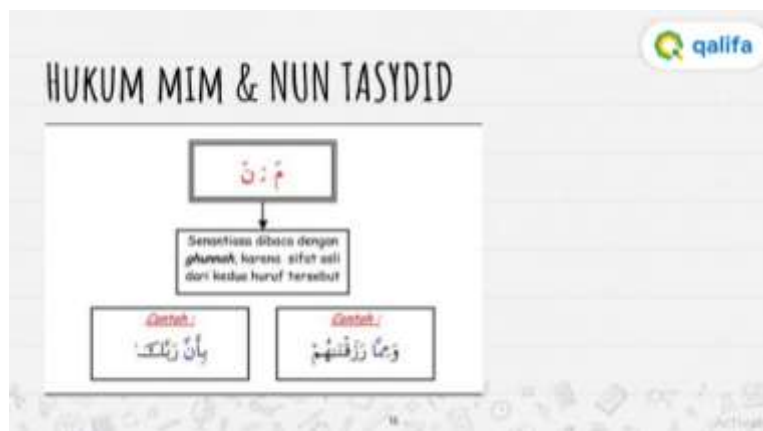 qalifa
HUKUM MIM & NUN TASYDID
مّ : نّ
Senantiasa dibaca dengan
ghunnah, karena sifat asli
dari kedua huruf tersebut
Contoh :
بِأَنَّ رَبَّكَ
Contoh :
وَمِمَّا رَزَقْنَٰهُمْ